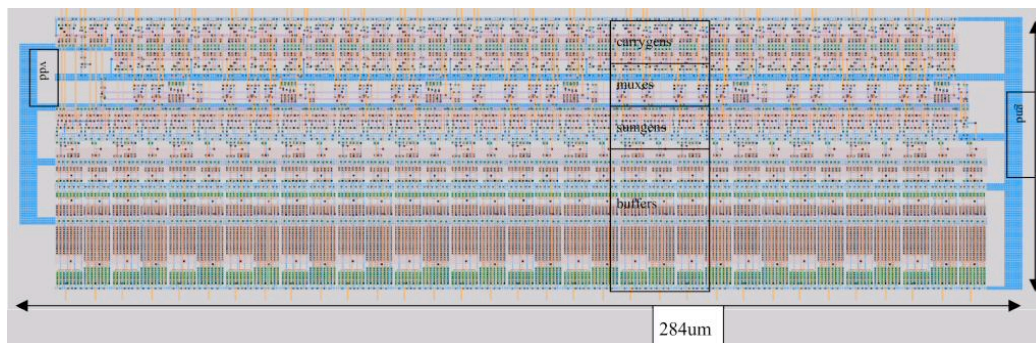 carrygens
vdd
muxes
gnd
sumgens
buffers
284um